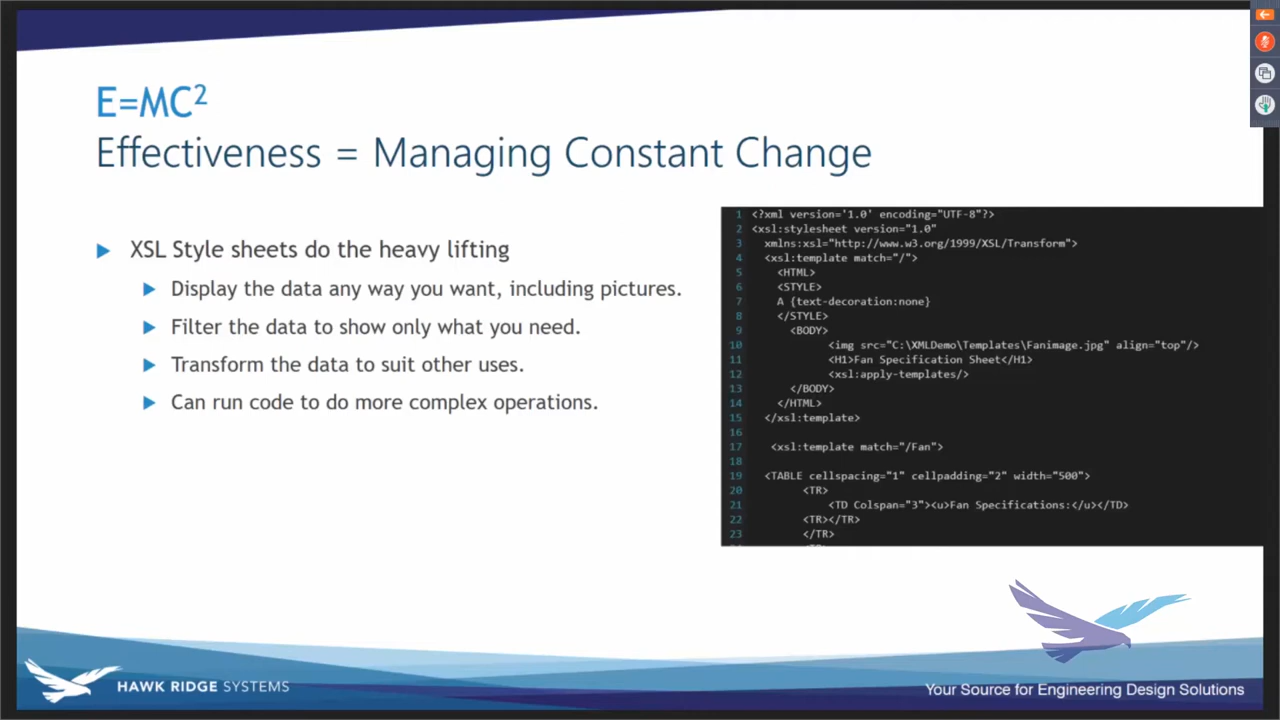 E=MC²
Effectiveness = Managing Constant Change
XSL Style sheets do the heavy lifting
Display the data any way you want, including pictures.
Filter the data to show only what you need.
Transform the data to suit other uses.
Can run code to do more complex operations.
1 <?xml version='1.0' encoding="UTF-8"?>
2 <xsl:stylesheet version="1.0"
3 xmlns:xsl="http://www.w3.org/1999/XSL/Transform">
4 <xsl:template match="/">
5 <HTML>
6 <STYLE>
7 A {text-decoration:none}
8 </STYLE>
9 <BODY>
10 <img src="C:\XMLDemo\Templates\Fanimage.jpg" align="top"/>
11 <H1>Fan Specification Sheet</H1>
12 <xsl:apply-templates/>
13 </BODY>
14 </HTML>
15 </xsl:template>
16
17 <xsl:template match="/Fan">
18
19 <TABLE cellspacing="1" cellpadding="2" width="500">
20 <TR>
21 <TD Colspan="3"><u>Fan Specifications:</u></TD>
22 <TR></TR>
23 </TR>
HAWK RIDGE SYSTEMS
Your Source for Engineering Design Solutions